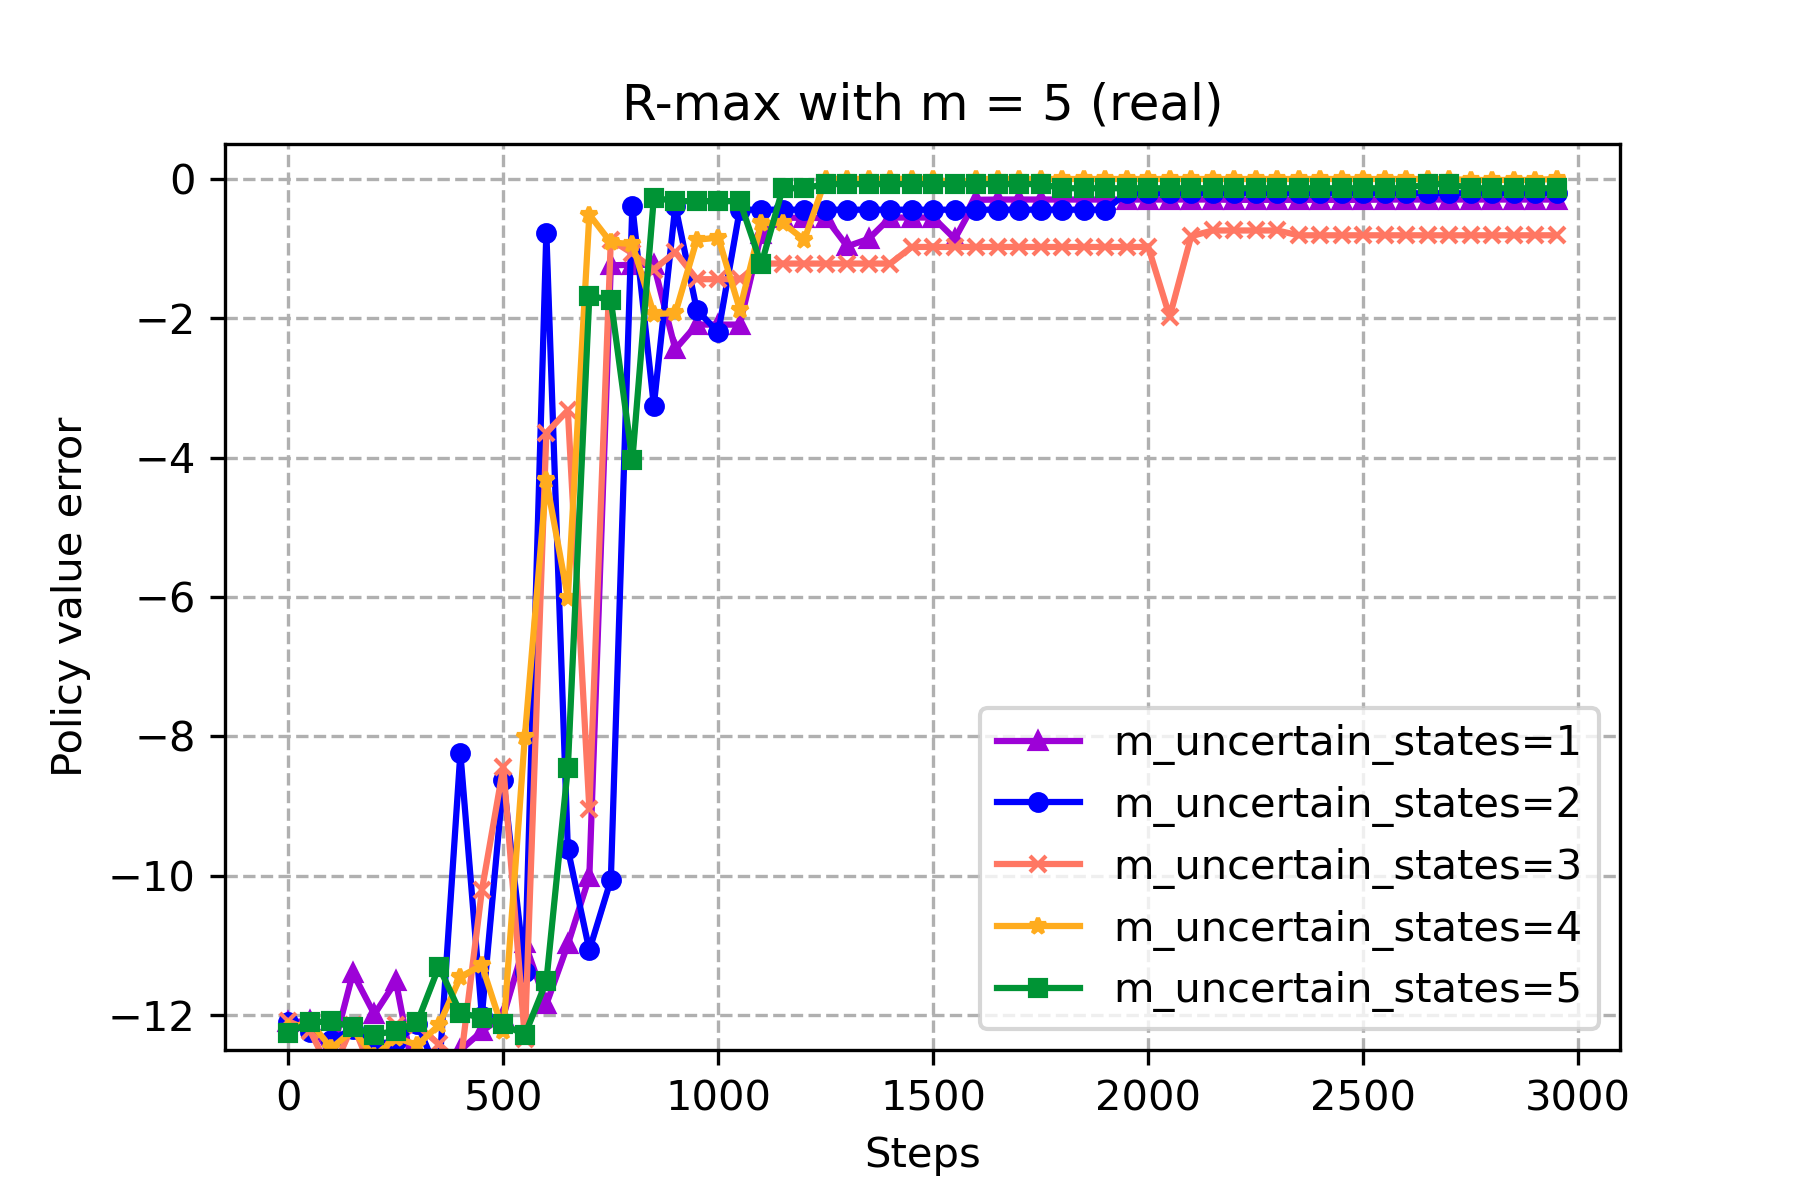 R-max with m = 5 (real)
Policy value error
0
−2
−4
−6
−8
−10
−12
0 500 1000 1500 2000 2500 3000
Steps
m_uncertain_states=1
m_uncertain_states=2
m_uncertain_states=3
m_uncertain_states=4
m_uncertain_states=5